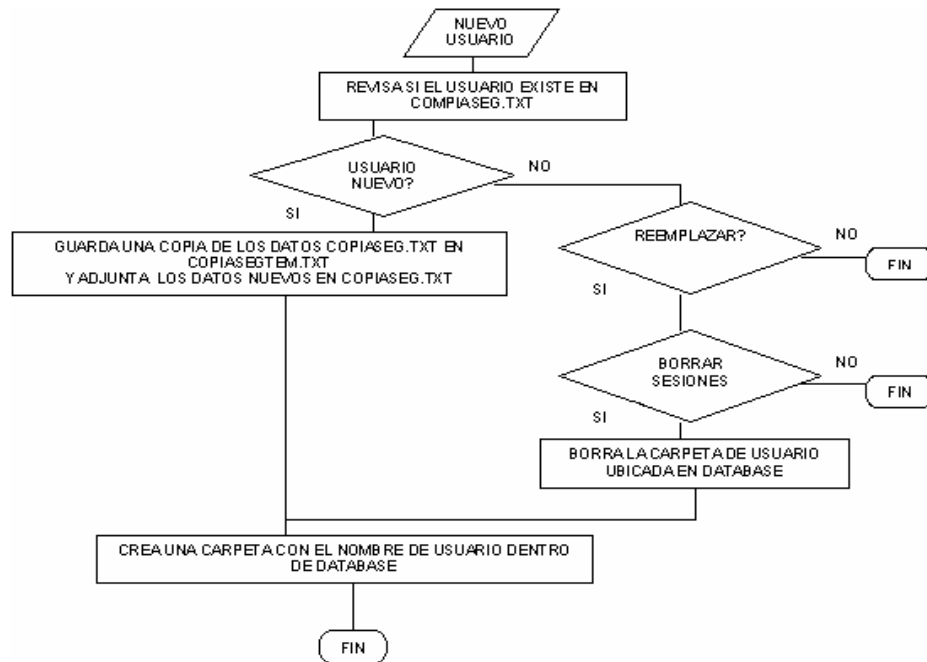 NUEVO
USUARIO
REVISA SI EL USUARIO EXISTE EN
COMPIASEG.TXT
USUARIO
NUEVO?
NO
SI
GUARDA UNA COPIA DE LOS DATOS COPIASEG.TXT EN
COPIASEGTEM.TXT
Y ADJUNTA LOS DATOS NUEVOS EN COPIASEG.TXT
REEMPLAZAR?
NO
FIN
SI
BORRAR
SESIONES
NO
FIN
SI
BORRA LA CARPETA DE USUARIO
UBICADA EN DATABASE
CREA UNA CARPETA CON EL NOMBRE DE USUARIO DENTRO
DE DATABASE
FIN